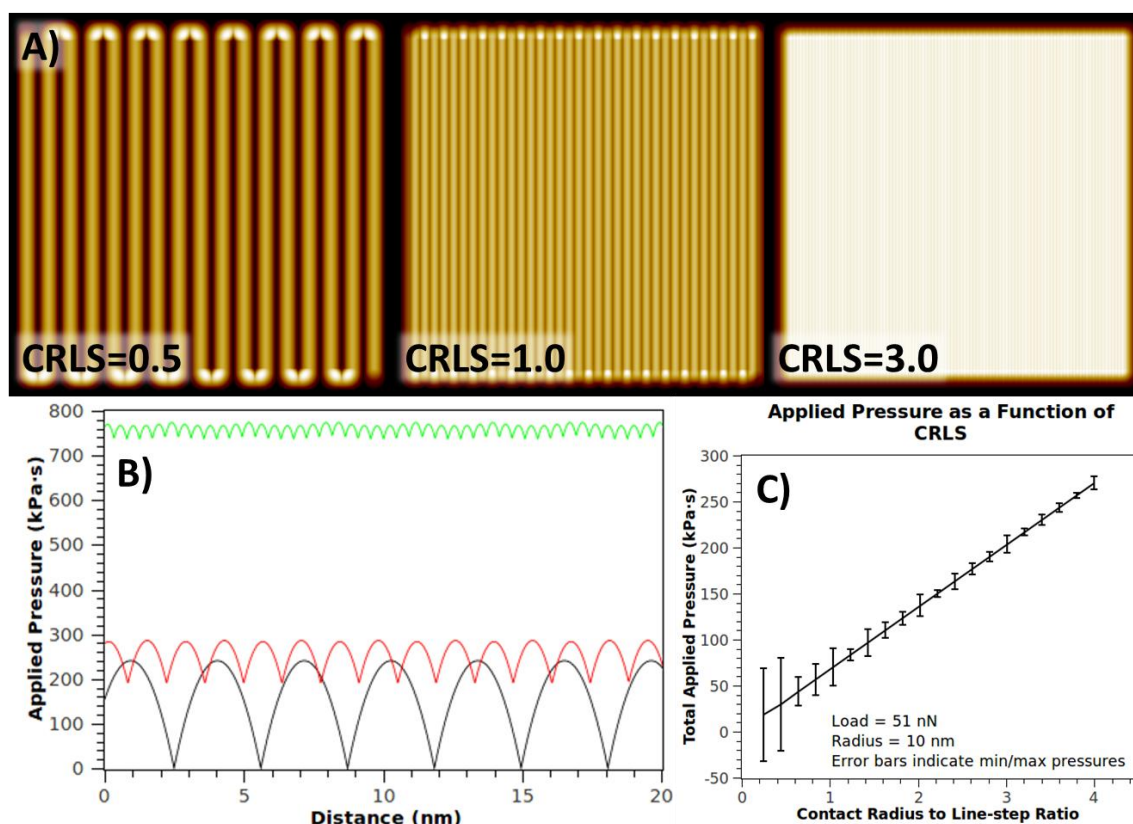 A)
CRLS=0.5
CRLS=1.0
CRLS=3.0
B)
Applied Pressure (kPa·s)
800
700
600
500
400
300
200
100
0
0
5
10
15
20
Distance (nm)
Applied Pressure as a Function of
CRLS
C)
Total Applied Pressure (kPa·s)
300
250
200
150
100
50
0
-50
Load = 51 nN
Radius = 10 nm
Error bars indicate min/max pressures
0
1
2
3
4
Contact Radius to Line-step Ratio